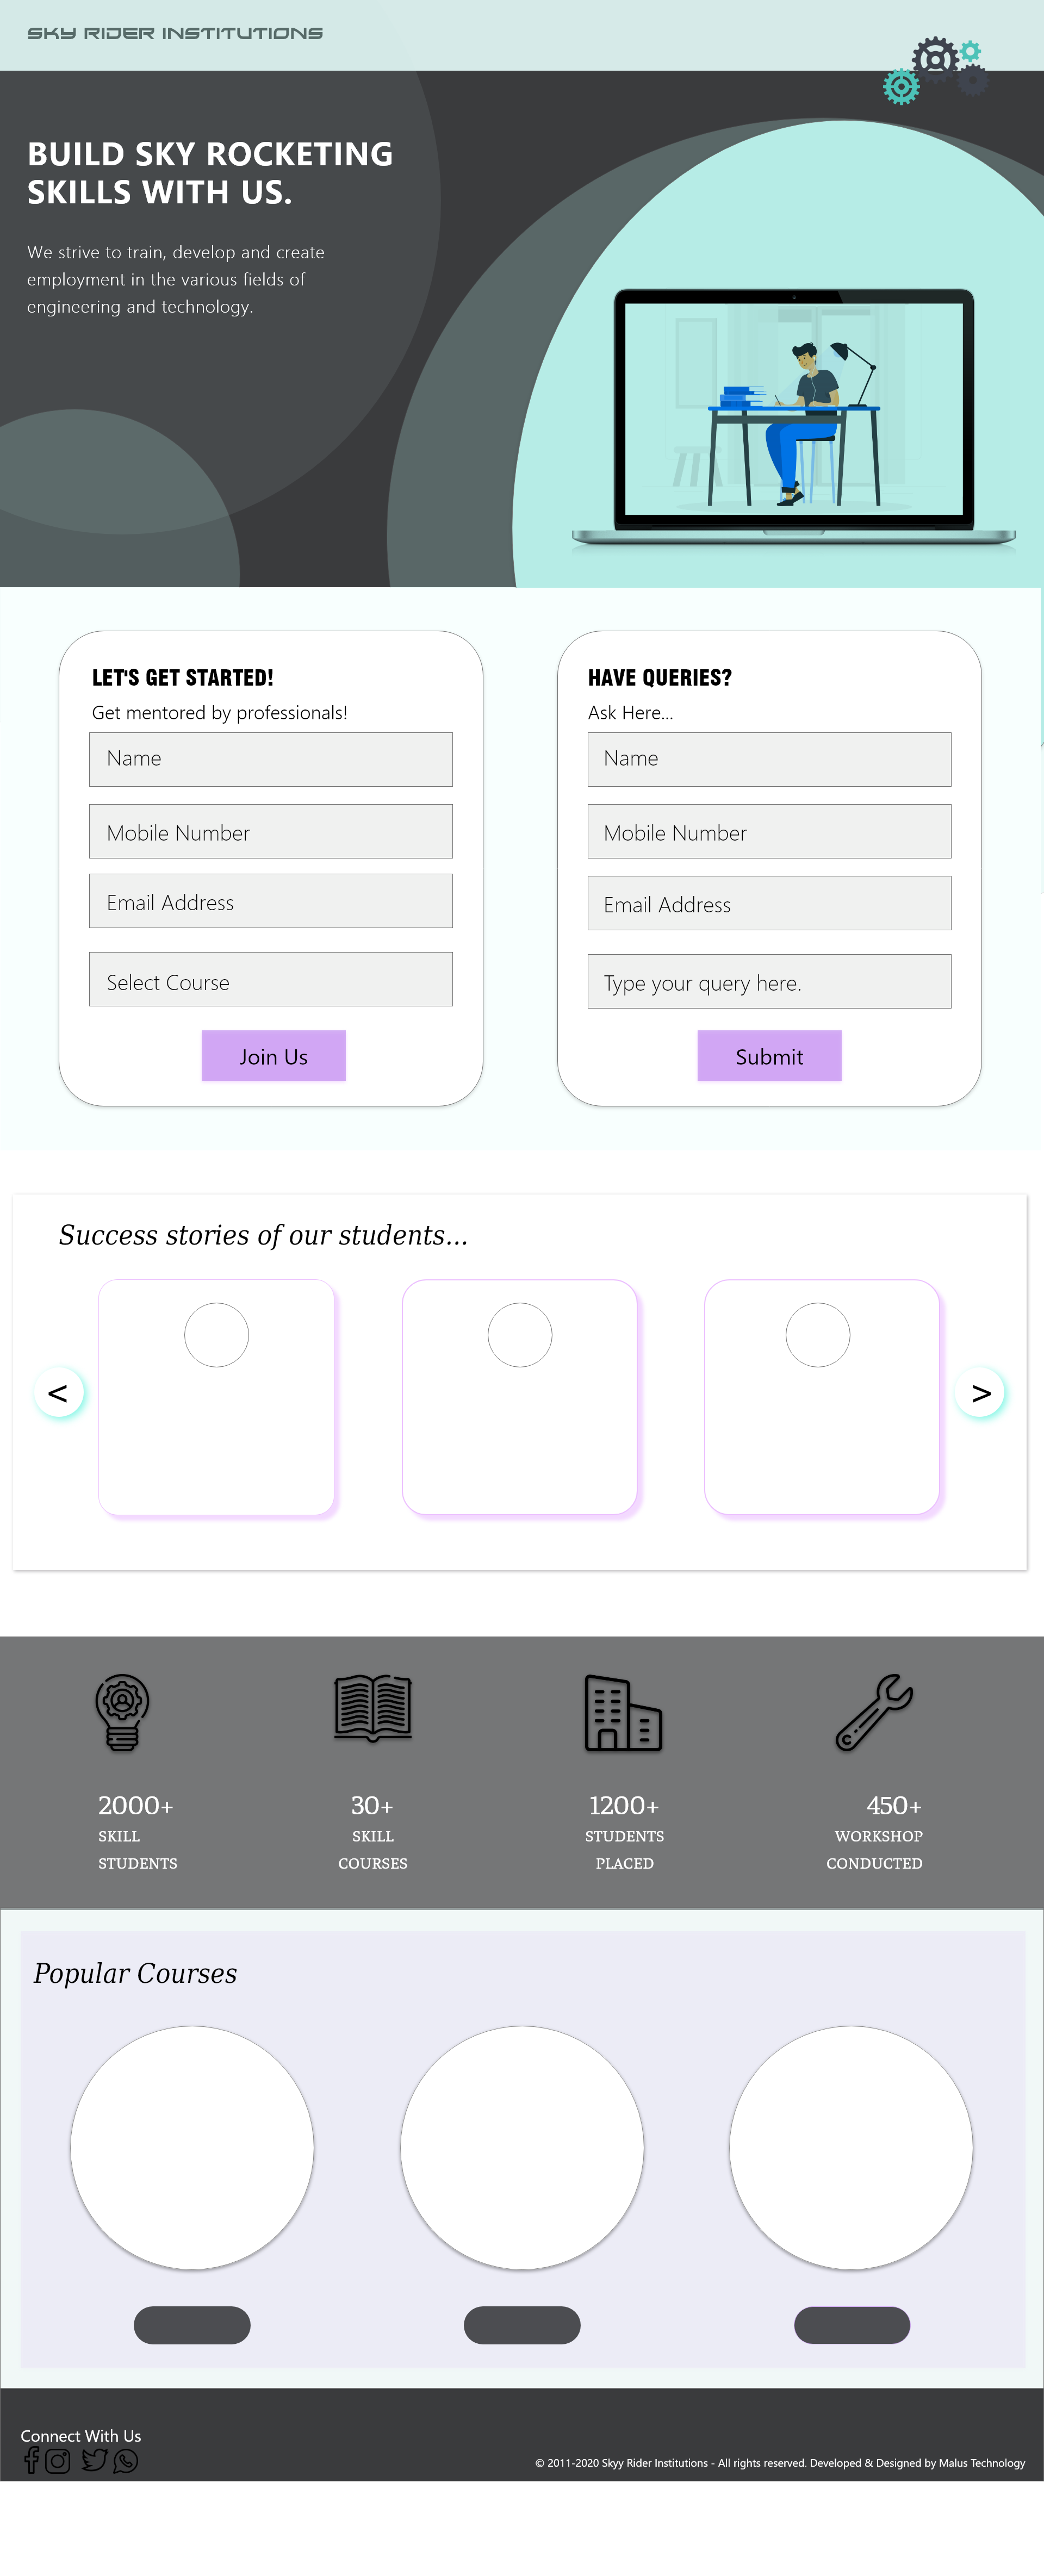 SKY RIDER INSTITUTIONS
BUILD SKY ROCKETING
SKILLS WITH US.
We strive to train, develop and create
employment in the various fields of
engineering and technology.
LET'S GET STARTED!
Get mentored by professionals!
Name
Mobile Number
Email Address
Select Course
Join Us
HAVE QUERIES?
Ask Here...
Name
Mobile Number
Email Address
Type your query here.
Submit
Success stories of our students...
<
>
2000+
SKILL
STUDENTS
30+
SKILL
COURSES
1200+
STUDENTS
PLACED
450+
WORKSHOP
CONDUCTED
Popular Courses
Connect With Us
© 2011-2020 Skyy Rider Institutions - All rights reserved. Developed & Designed by Malus Technology